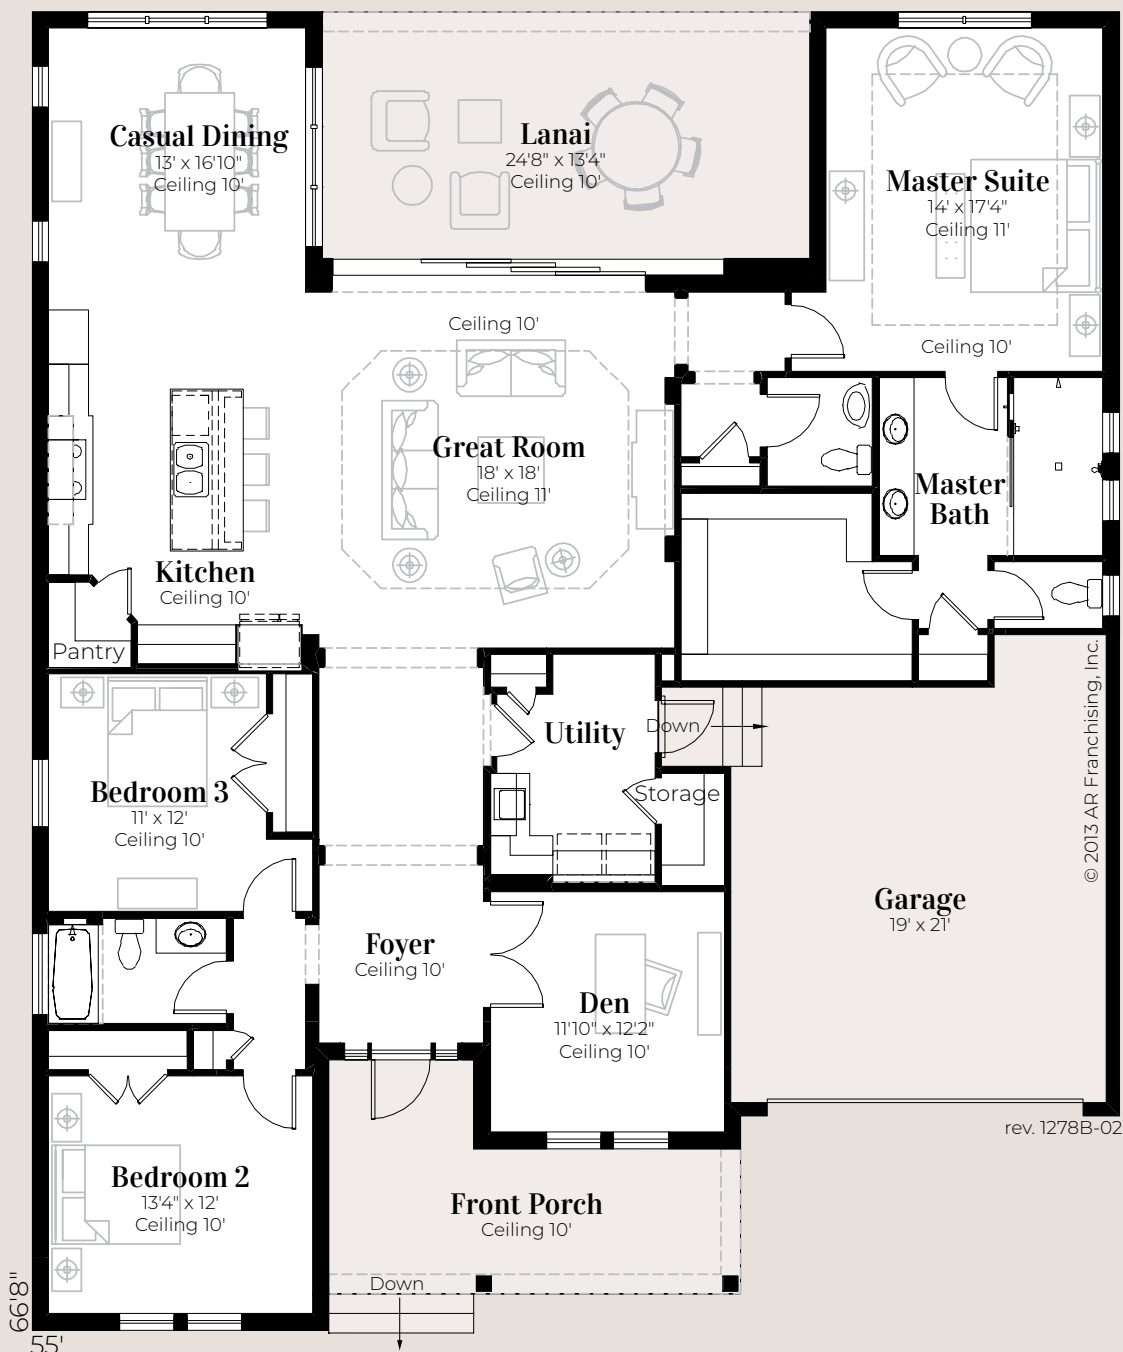 Casual Dining
13' x 16'10"
Ceiling 10'
Lanai
24'8" x 13'4"
Ceiling 10'
Master Suite
14' x 17'4"
Ceiling 11'
Ceiling 10'
Ceiling 10'
Great Room
18' x 18'
Ceiling 11'
Master
Bath
Kitchen
Ceiling 10'
Pantry
Utility
Down
Storage
Bedroom 3
11' x 12'
Ceiling 10'
© 2013 AR Franchising, Inc.
Garage
19' x 21'
Foyer
Ceiling 10'
Den
11'10" x 12'2"
Ceiling 10'
rev. 1278B-02
Bedroom 2
13'4" x 12'
Ceiling 10'
Front Porch
Ceiling 10'
Down
66'8"
55'